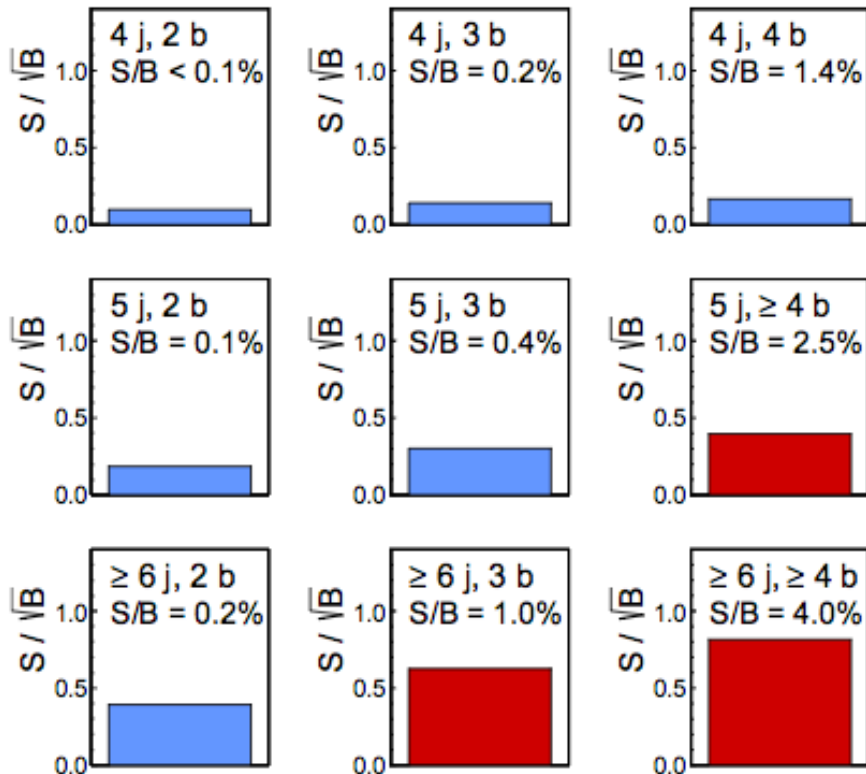 4 j, 2 b
S/B < 0.1%
S / √B
1.0
0.5
0.0
4 j, 3 b
S/B = 0.2%
S / √B
1.0
0.5
0.0
4 j, 4 b
S/B = 1.4%
S / √B
1.0
0.5
0.0
5 j, 2 b
S/B = 0.1%
S / √B
1.0
0.5
0.0
5 j, 3 b
S/B = 0.4%
S / √B
1.0
0.5
0.0
5 j, ≥ 4 b
S/B = 2.5%
S / √B
1.0
0.5
0.0
≥ 6 j, 2 b
S/B = 0.2%
S / √B
1.0
0.5
0.0
≥ 6 j, 3 b
S/B = 1.0%
S / √B
1.0
0.5
0.0
≥ 6 j, ≥ 4 b
S/B = 4.0%
S / √B
1.0
0.5
0.0